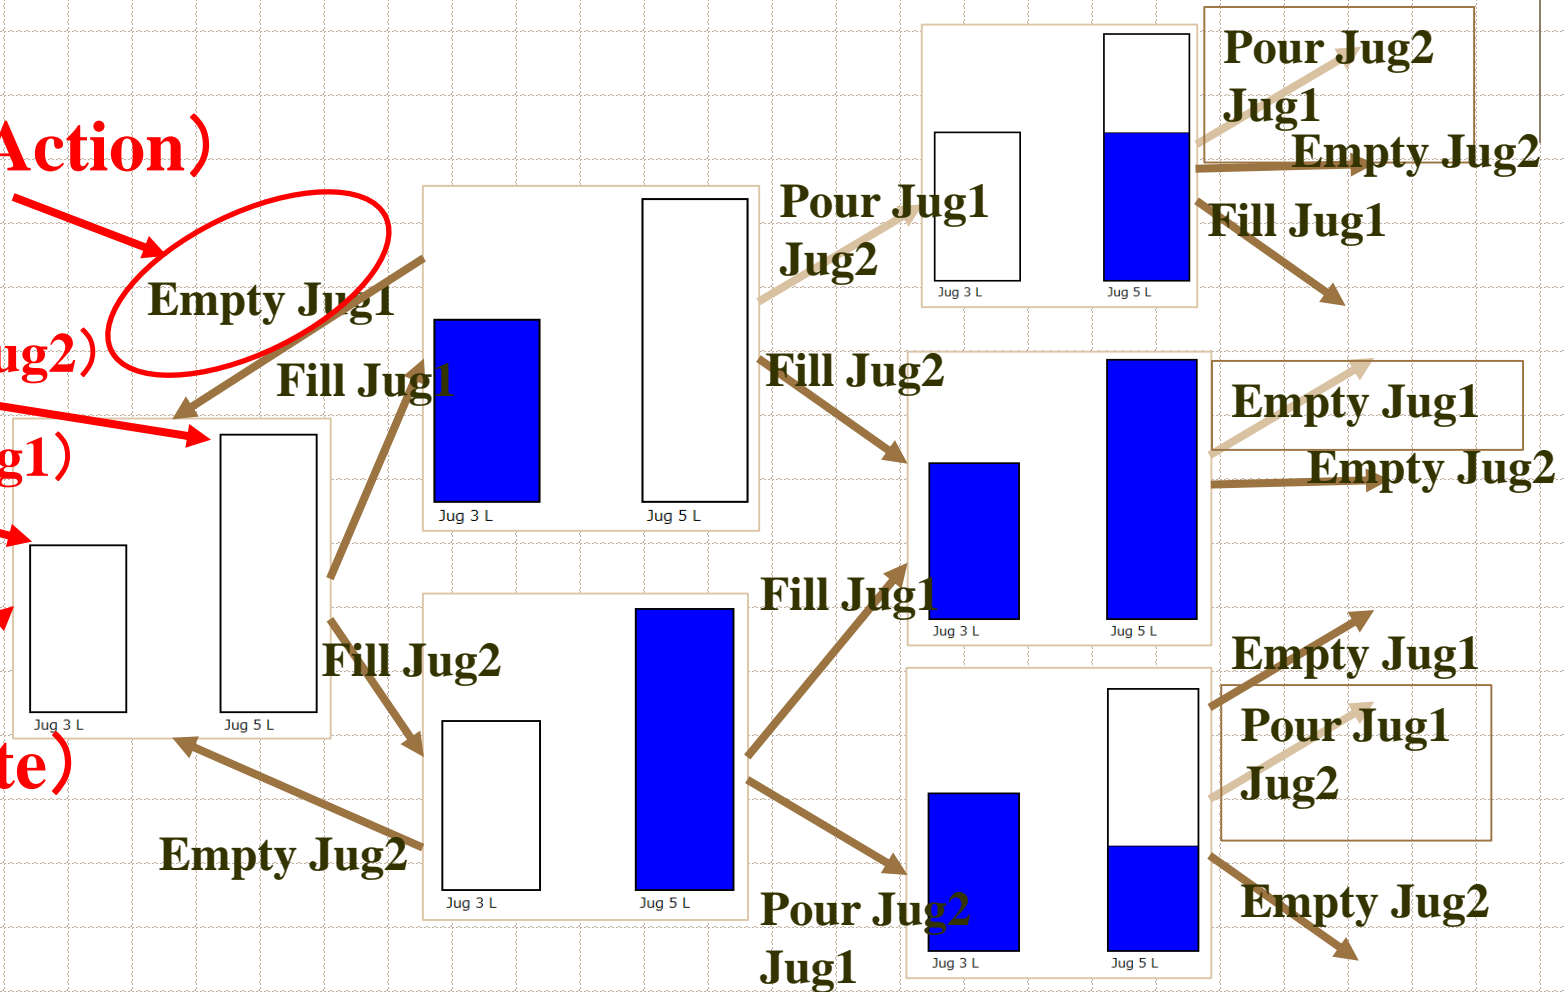 Pour Jug2
Jug1
Empty Jug2
Fill Jug1
Jug 3 L
Jug 5 L
Action)
Pour Jug1
Jug2
Empty Jug1
Fill Jug1
ug2)
Fill Jug2
Empty Jug1
Empty Jug2
g1)
Jug 3 L
Jug 5 L
Fill Jug1
Jug 3 L
Jug 5 L
Fill Jug2
Empty Jug1
Jug 3 L
Jug 5 L
Pour Jug1
Jug2
te)
Empty Jug2
Jug 3 L
Jug 5 L
Pour Jug2
Jug1
Empty Jug2
Jug 3 L
Jug 5 L